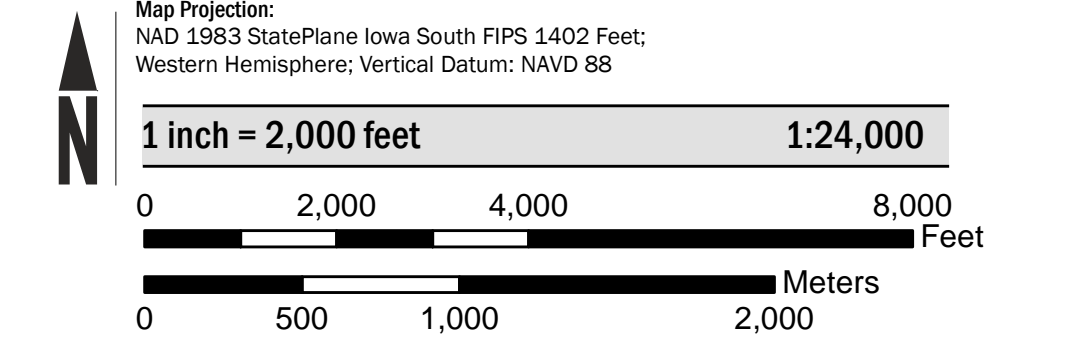 Map Projection:
NAD 1983 StatePlane Iowa South FIPS 1402 Feet;
Western Hemisphere; Vertical Datum: NAVD 88
N
1 inch = 2,000 feet 1:24,000
0 2,000 4,000 8,000
Feet
Meters
0 500 1,000 2,000